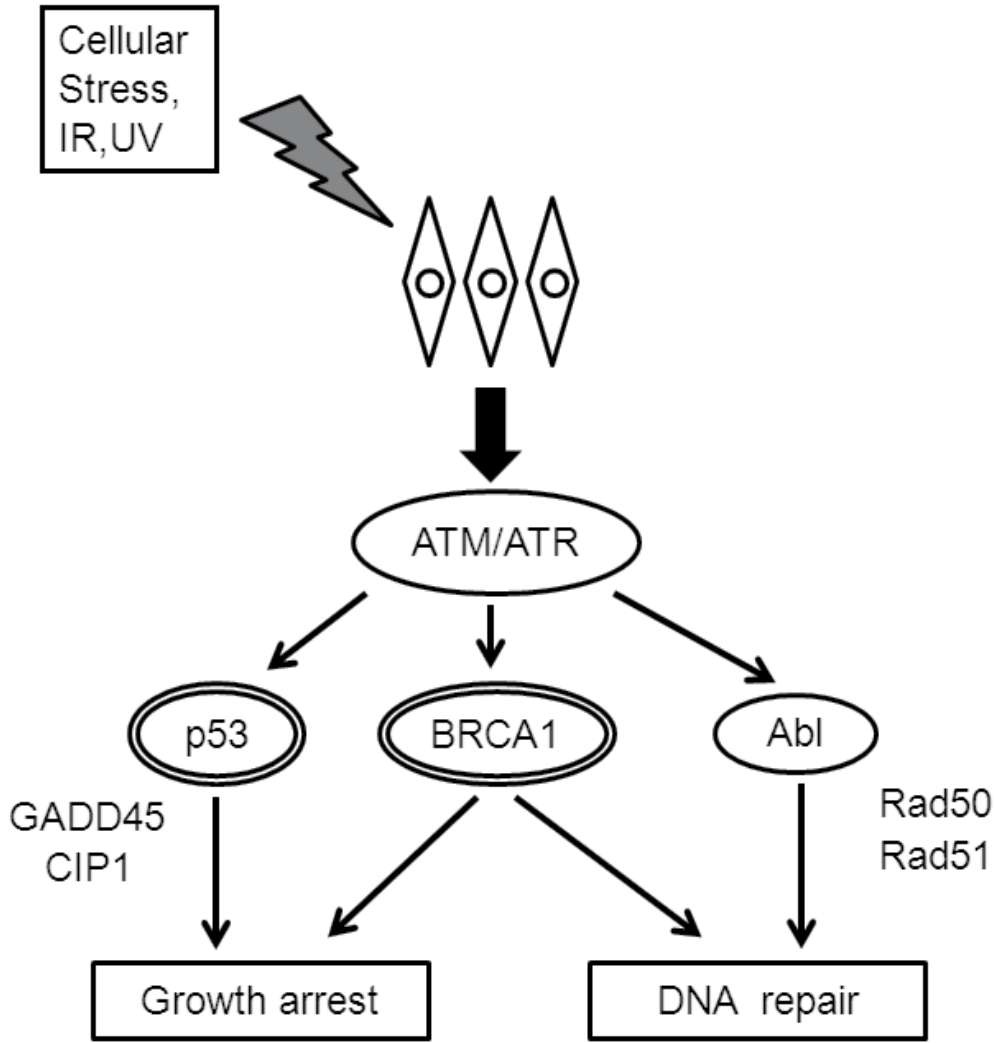 Cellular
Stress,
IR,UV
ATM/ATR
p53
BRCA1
Abl
GADD45
CIP1
Rad50
Rad51
Growth arrest
DNA repair